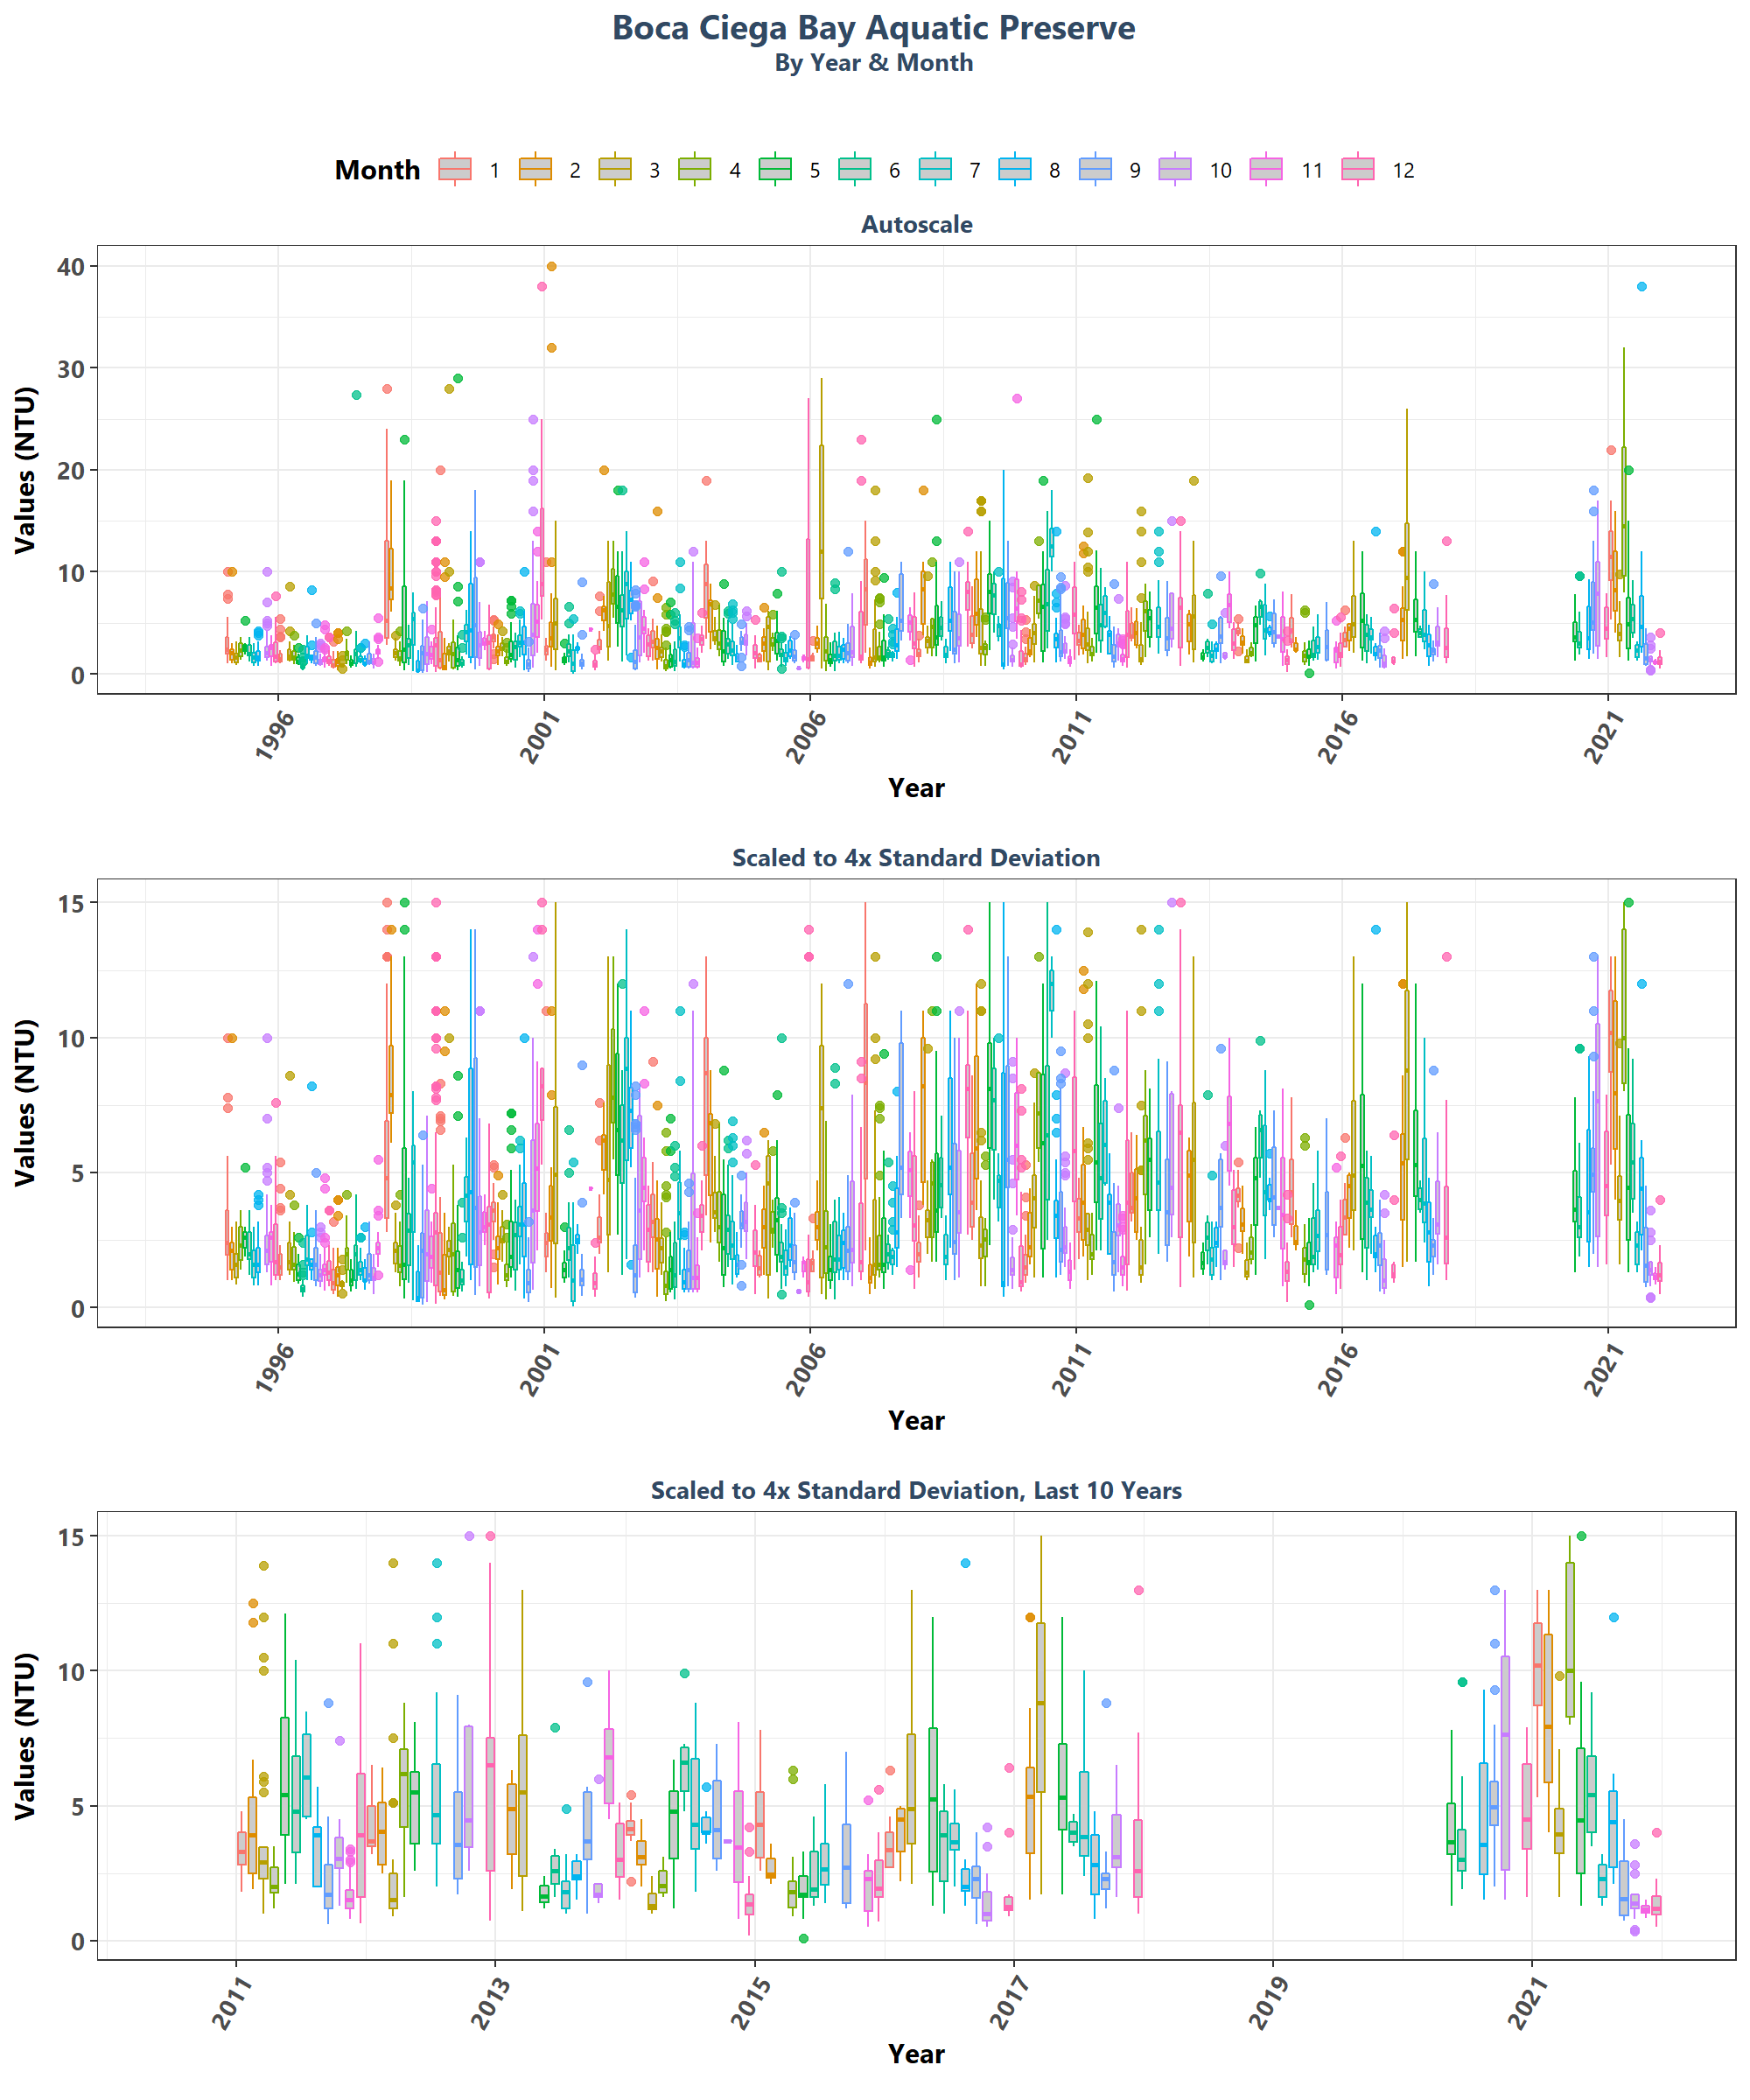 Boca Ciega Bay Aquatic Preserve
By Year & Month
Month 1 2 3 4 5 6 7 8 9 10 11 12
Autoscale
40
30
20
10
0
Values (NTU)
1996 2001 2006 2011 2016 2021
Year
Scaled to 4x Standard Deviation
15
10
5
0
Values (NTU)
1996 2001 2006 2011 2016 2021
Year
Scaled to 4x Standard Deviation, Last 10 Years
15
10
5
0
Values (NTU)
2011 2013 2015 2017 2019 2021
Year